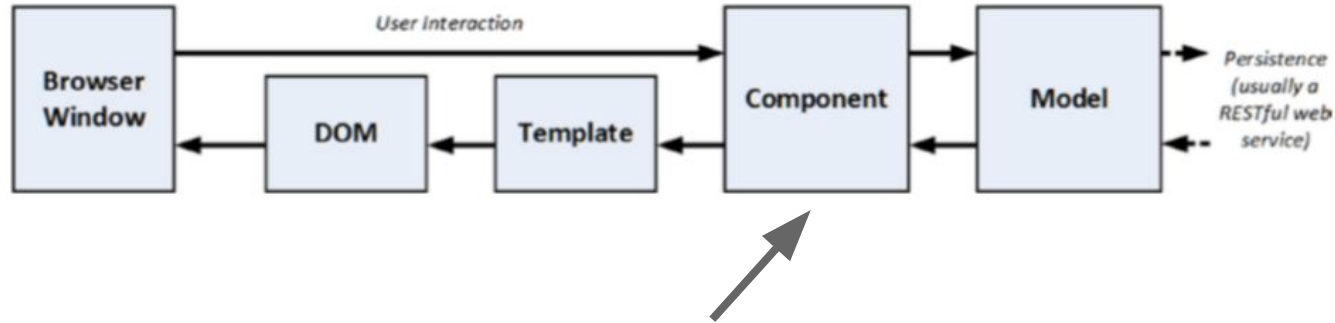 User Interaction
Browser
Window
DOM
Template
Component
Model
Persistence
(usually a
RESTful web
service)